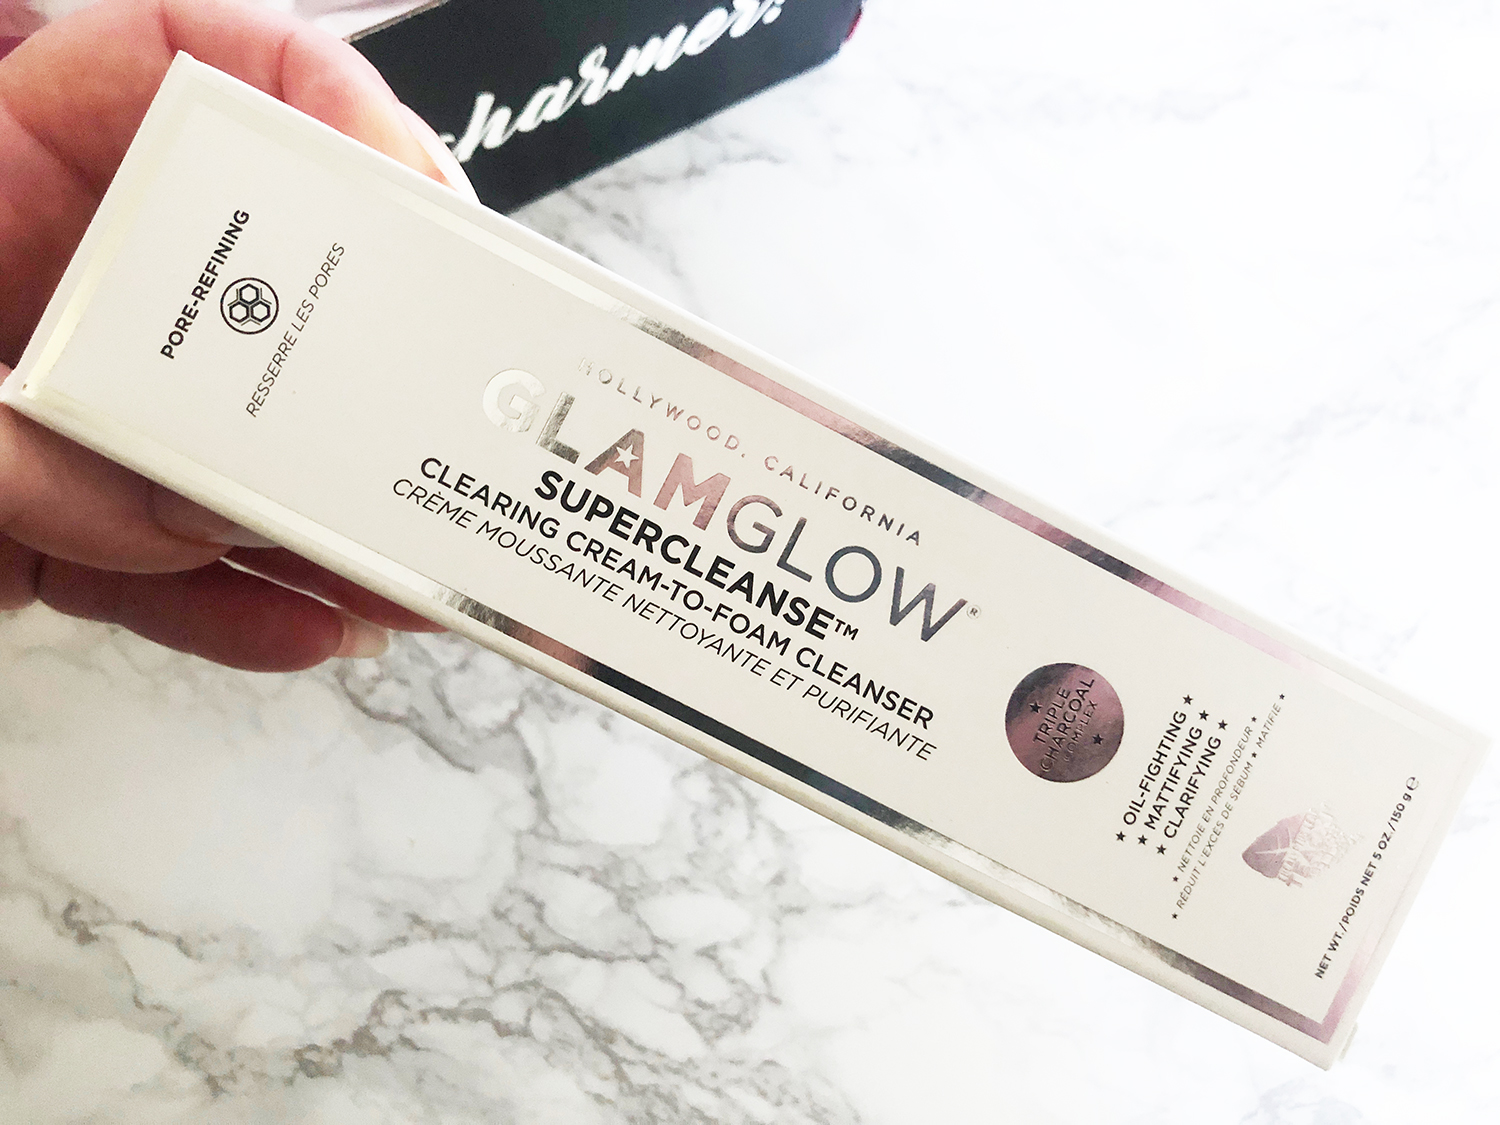 charmer!
PORE-REFINING
RESSERRE LES PORES
HOLLYWOOD, CALIFORNIA
GLAMGLOW®
SUPERCLEANSE™
CLEARING CREAM-TO-FOAM CLEANSER
CRÈME MOUSSANTE NETTOYANTE ET PURIFIANTE
★ TRIPLE
CHARCOAL
COMPLEX ★
★ OIL-FIGHTING ★
★ MATTIFYING ★
★ CLARIFYING ★
★ NETTOIE EN PROFONDEUR ★
★ RÉDUIT L'EXCÈS DE SÉBUM ★ MATIFIE ★
NET WT./POIDS NET 5 OZ./150 g ℮